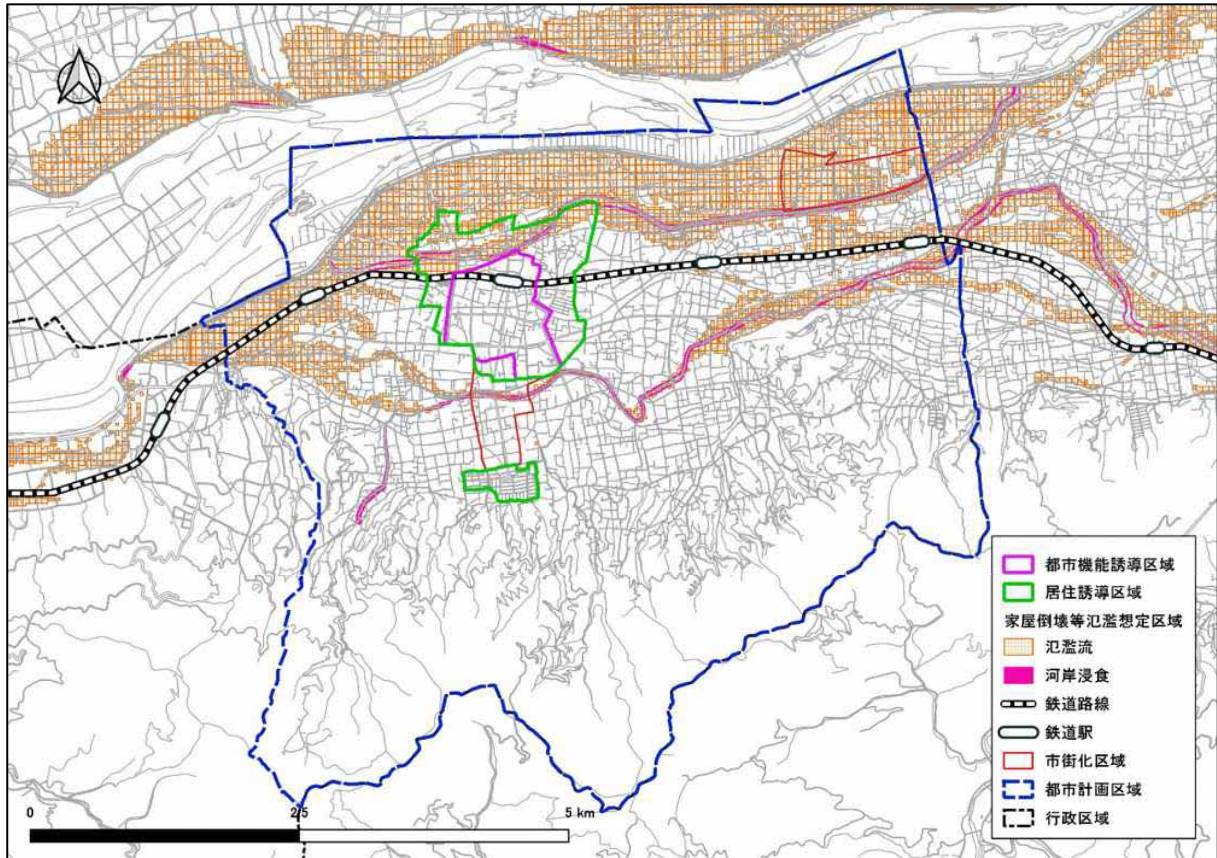 都市機能誘導区域
居住誘導区域
家屋倒壊等氾濫想定区域
氾濫流
河岸浸食
鉄道路線
鉄道駅
市街化区域
都市計画区域
行政区域
0 2.5 5 km